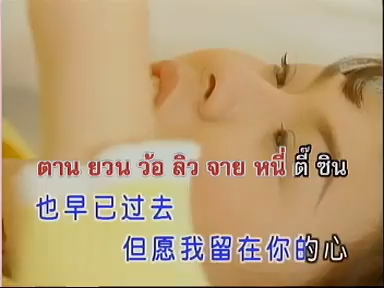 ตาน ยวน ว้อ ลิว จาย หนี่ ตี๊ ซิน
也早已过去
但愿我留在你的心